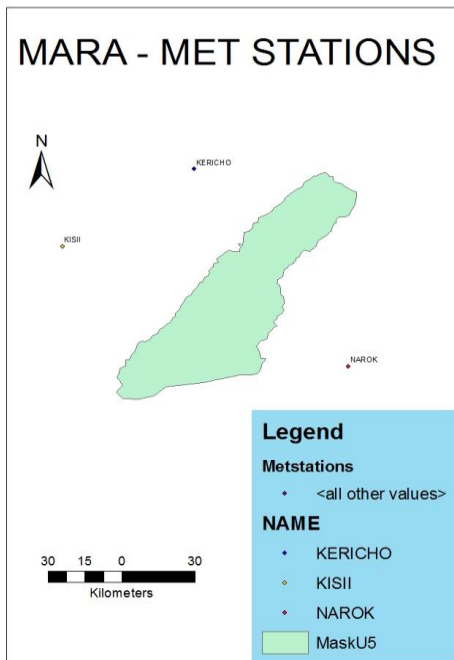 MARA - MET STATIONS
N
KERICHO
KISII
NAROK
Legend
Metstations
<all other values>
NAME
KERICHO
KISII
NAROK
MaskU5
30 15 0 30
Kilometers